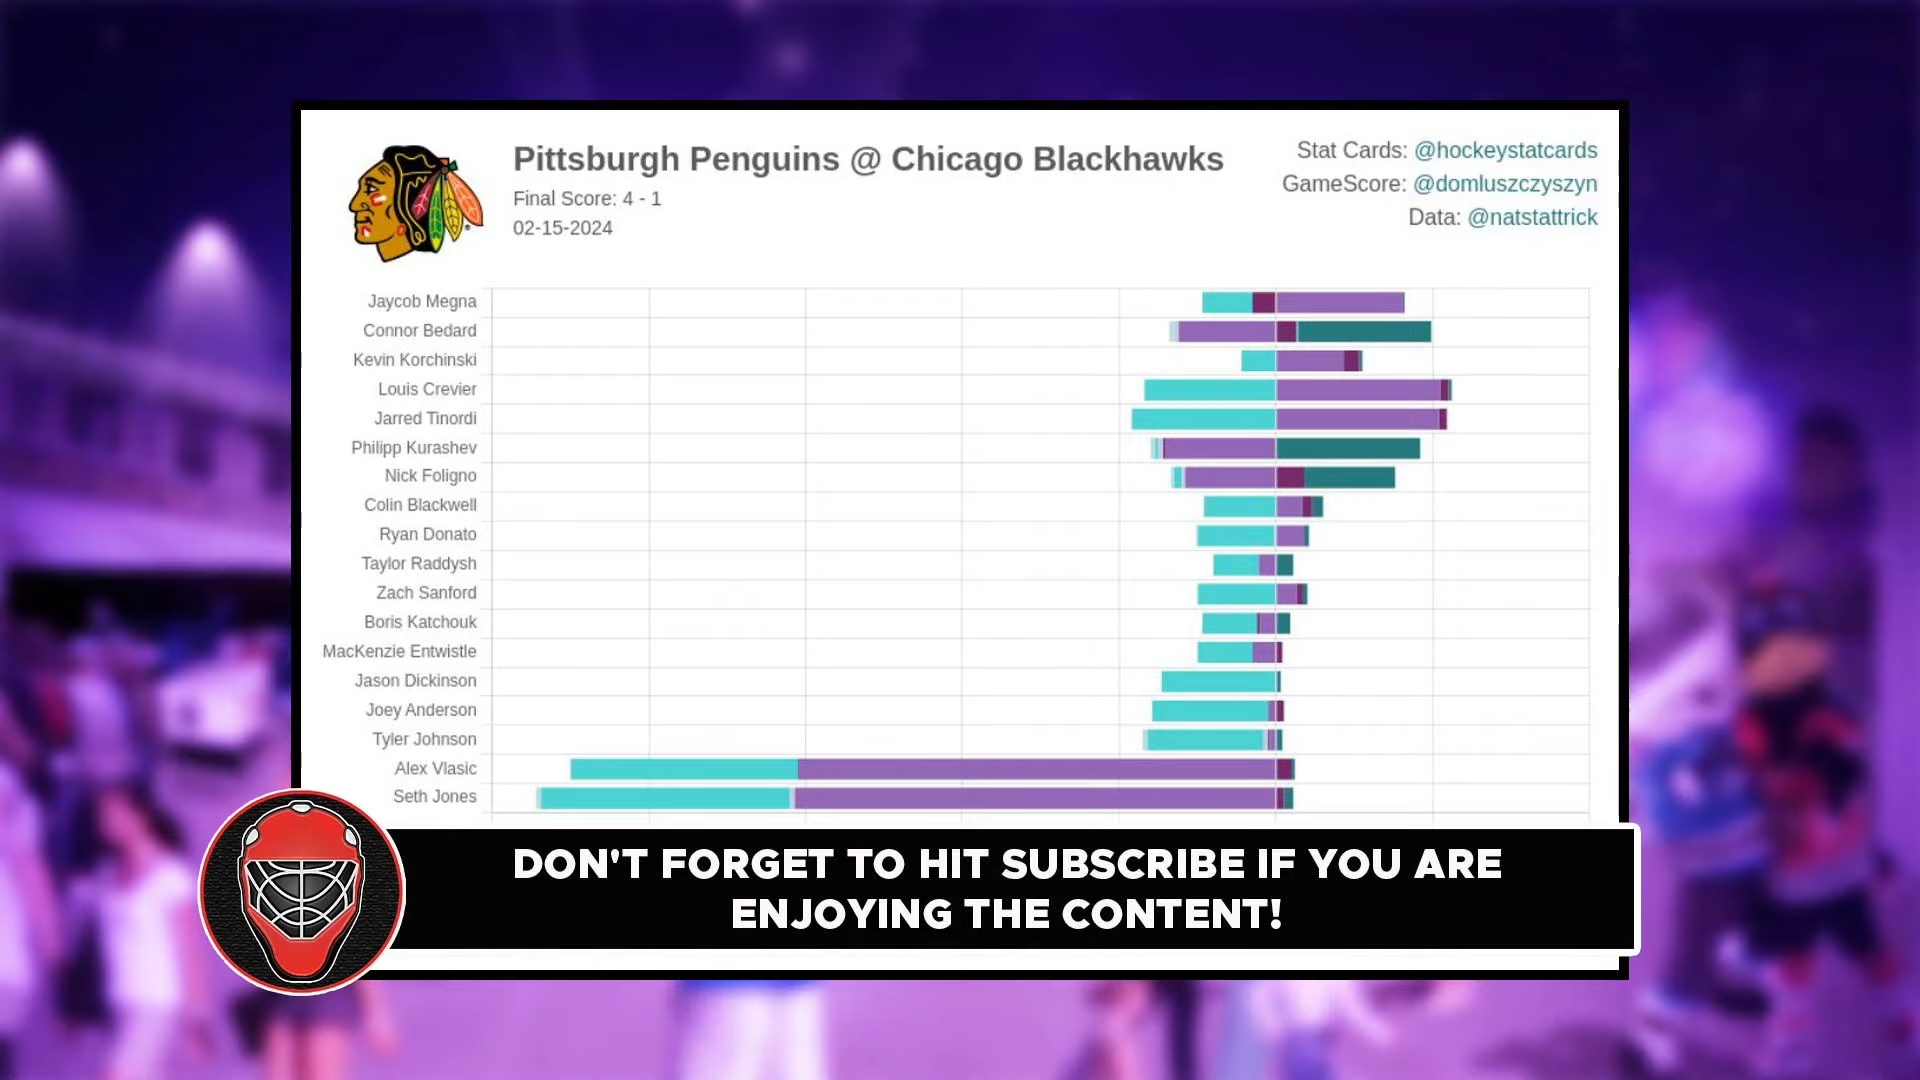 Pittsburgh Penguins @ Chicago Blackhawks
Final Score: 4 - 1
02-15-2024
Stat Cards: @hockeystatcards
GameScore: @domluszczyszyn
Data: @natstattrick
Jaycob Megna
Connor Bedard
Kevin Korchinski
Louis Crevier
Jarred Tinordi
Philipp Kurashev
Nick Foligno
Colin Blackwell
Ryan Donato
Taylor Raddysh
Zach Sanford
Boris Katchouk
MacKenzie Entwistle
Jason Dickinson
Joey Anderson
Tyler Johnson
Alex Vlasic
Seth Jones
DON'T FORGET TO HIT SUBSCRIBE IF YOU ARE
ENJOYING THE CONTENT!